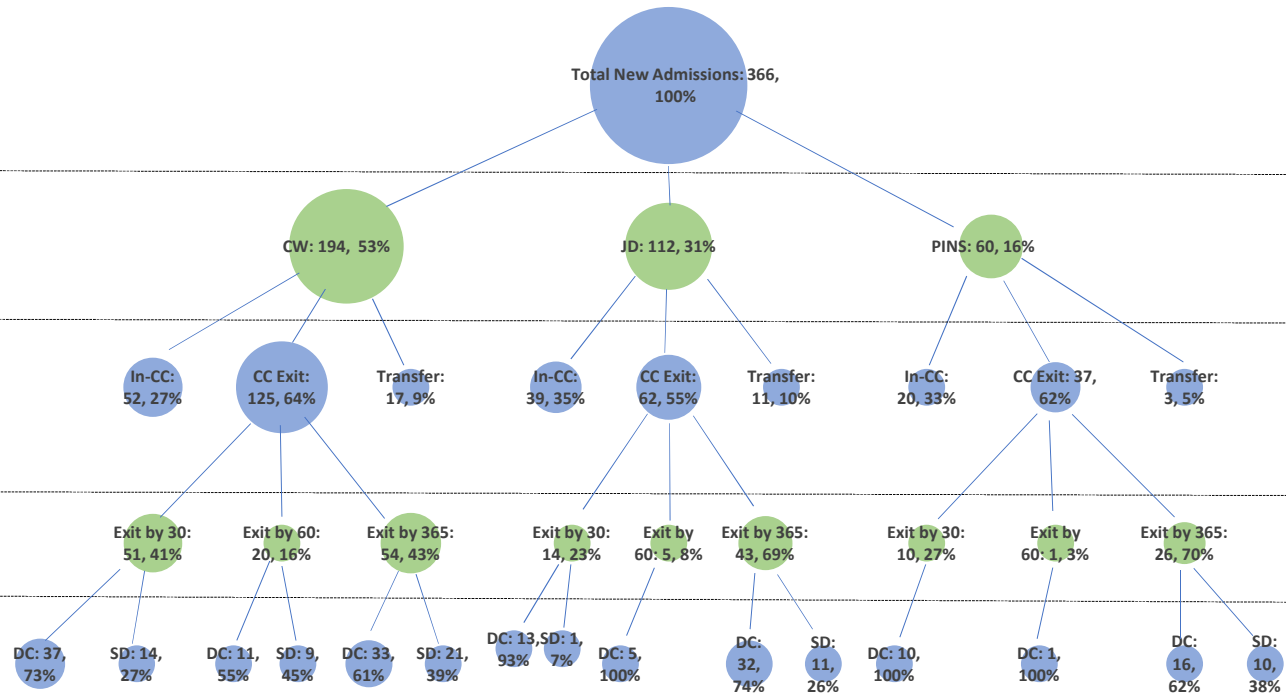 Total New Admissions: 366,
100%
CW: 194, 53%
JD: 112, 31%
PINS: 60, 16%
In-CC:
52, 27%
CC Exit:
125, 64%
Transfer:
17, 9%
In-CC:
39, 35%
CC Exit:
62, 55%
Transfer:
11, 10%
In-CC:
20, 33%
CC Exit: 37,
62%
Transfer:
3, 5%
Exit by 30:
51, 41%
Exit by 60:
20, 16%
Exit by 365:
54, 43%
Exit by 30:
14, 23%
Exit by
60: 5, 8%
Exit by 365:
43, 69%
Exit by 30:
10, 27%
Exit by
60: 1, 3%
Exit by 365:
26, 70%
DC: 37,
73%
SD: 14,
27%
DC: 11,
55%
SD: 9,
45%
DC: 33,
61%
SD: 21,
39%
DC: 13,
93%
SD: 1,
7%
DC: 5,
100%
DC:
32,
74%
SD:
11,
26%
DC: 10,
100%
DC: 1,
100%
DC:
16,
62%
SD:
10,
38%